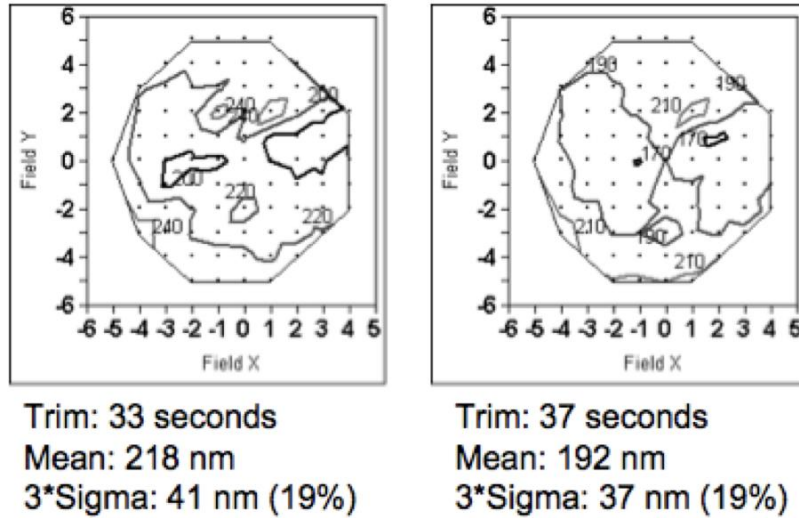 6
4
2
0
-2
-4
-6
Field Y
-6 -5 -4 -3 -2 -1 0 1 2 3 4 5
Field X
240
240
200
200
220
240
220
Trim: 33 seconds
Mean: 218 nm
3*Sigma: 41 nm (19%)
6
4
2
0
-2
-4
-6
Field Y
-6 -5 -4 -3 -2 -1 0 1 2 3 4 5
Field X
190
190
210
170
170
210
190
210
Trim: 37 seconds
Mean: 192 nm
3*Sigma: 37 nm (19%)